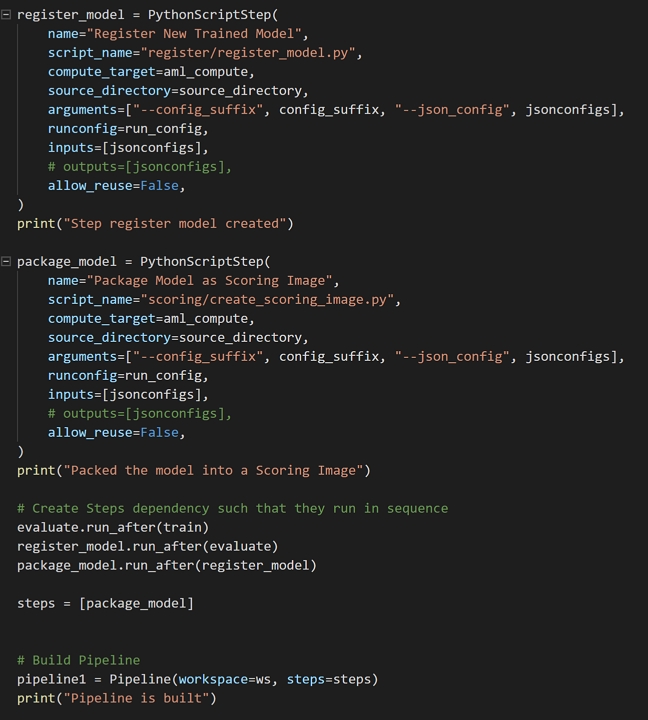 register_model = PythonScriptStep(
    name="Register New Trained Model",
    script_name="register/register_model.py",
    compute_target=aml_compute,
    source_directory=source_directory,
    arguments=["--config_suffix", config_suffix, "--json_config", jsonconfigs],
    runconfig=run_config,
    inputs=[jsonconfigs],
    # outputs=[jsonconfigs],
    allow_reuse=False,
)
print("Step register model created")

package_model = PythonScriptStep(
    name="Package Model as Scoring Image",
    script_name="scoring/create_scoring_image.py",
    compute_target=aml_compute,
    source_directory=source_directory,
    arguments=["--config_suffix", config_suffix, "--json_config", jsonconfigs],
    runconfig=run_config,
    inputs=[jsonconfigs],
    # outputs=[jsonconfigs],
    allow_reuse=False,
)
print("Packed the model into a Scoring Image")

# Create Steps dependency such that they run in sequence
evaluate.run_after(train)
register_model.run_after(evaluate)
package_model.run_after(register_model)

steps = [package_model]


# Build Pipeline
pipeline1 = Pipeline(workspace=ws, steps=steps)
print("Pipeline is built")